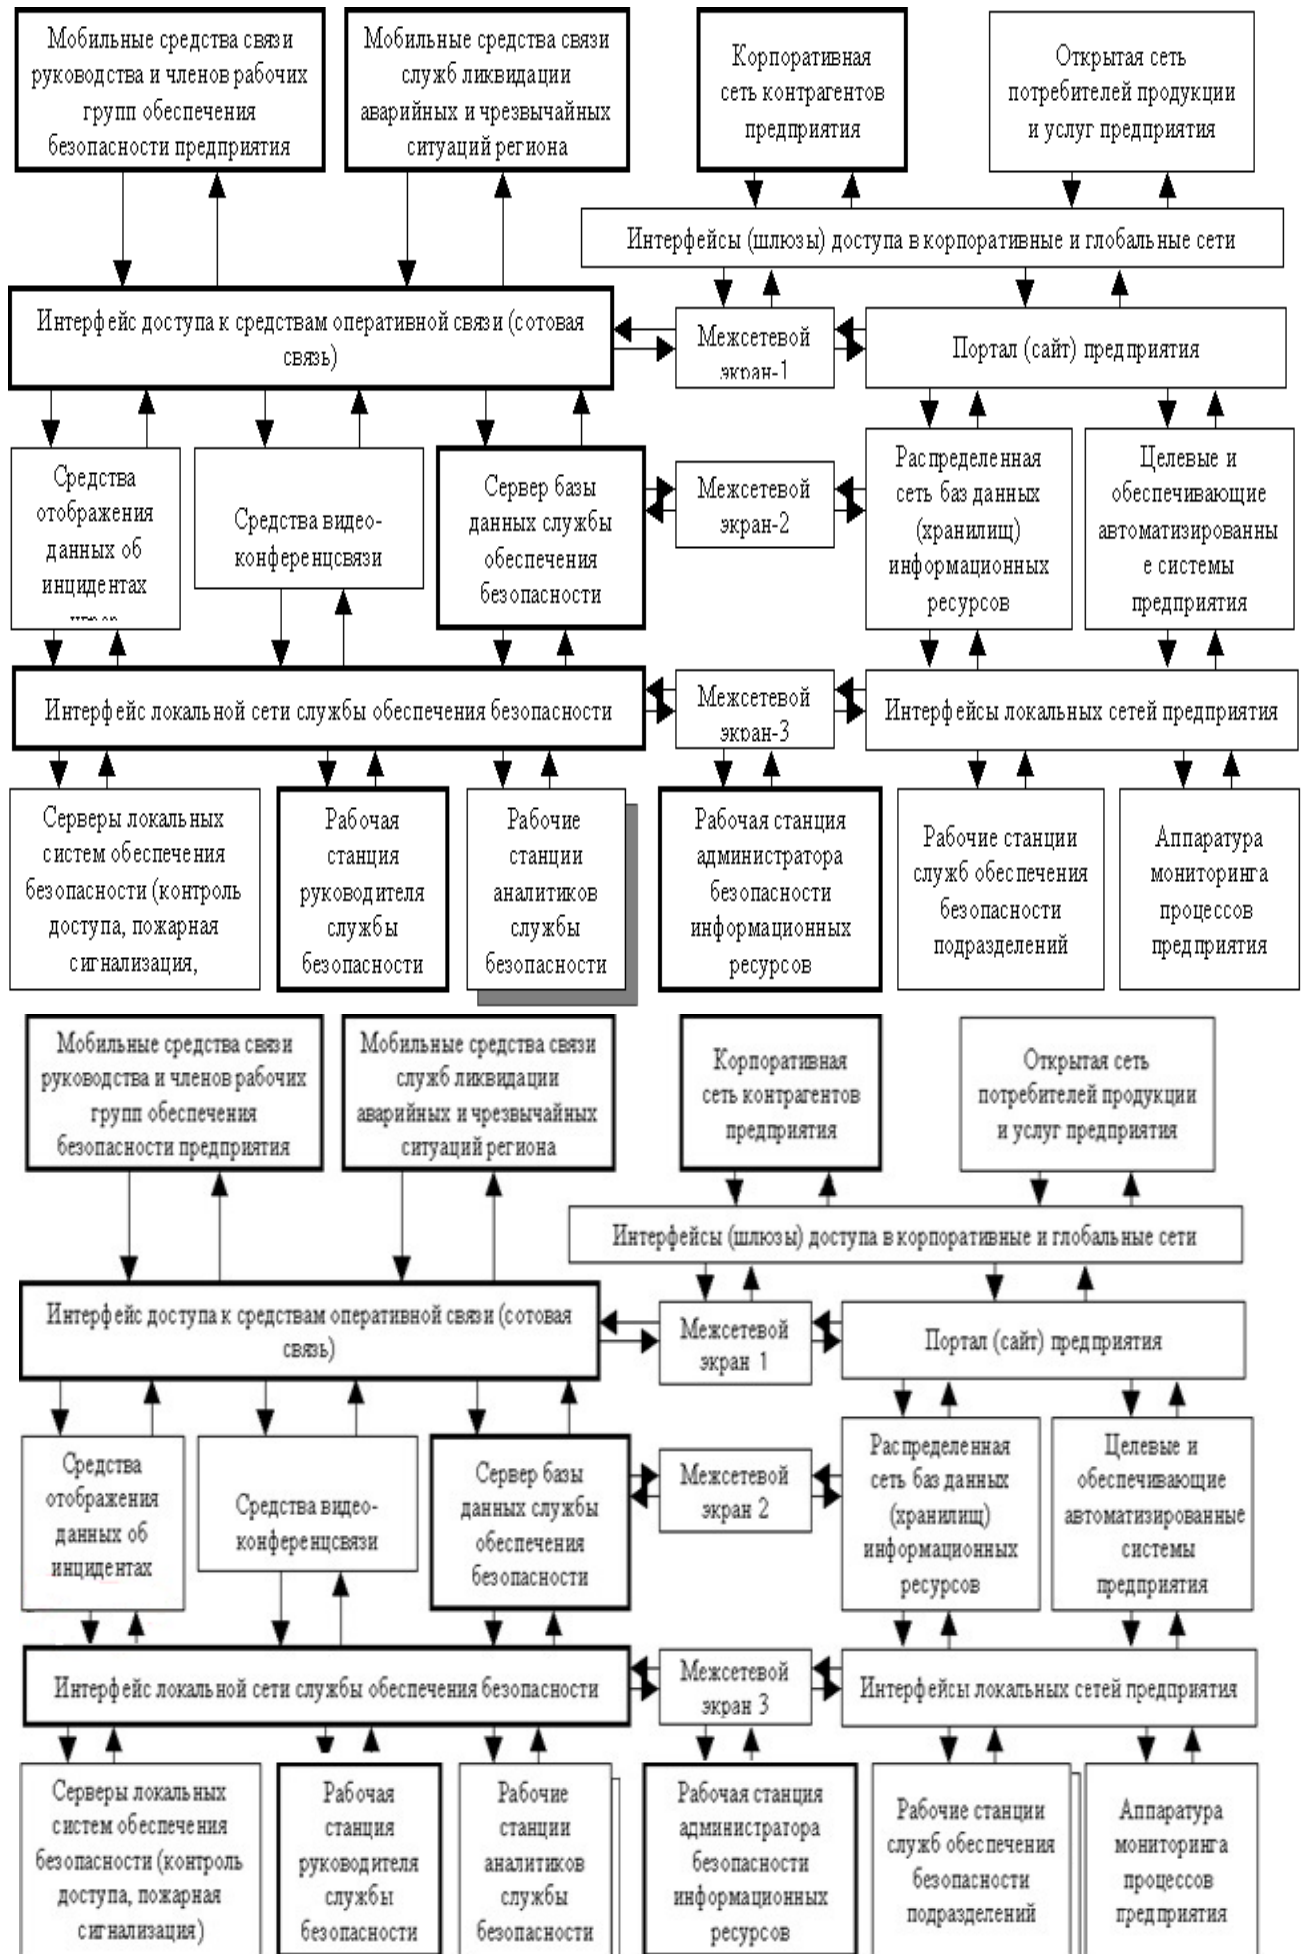 Мобильные средства связи
руководства и членов рабочих
групп обеспечения
безопасности предприятия
Мобильные средства связи
служб ликвидации
аварийных и чрезвычайных
ситуаций региона
Корпоративная
сеть контрагентов
предприятия
Открытая сеть
потребителей продукции
и услуг предприятия
Интерфейсы (шлюзы) доступа в корпоративные и глобальные сети
Интерфейс доступа к средствам оперативной связи (сотовая
связь)
Межсетевой
экран-1
Портал (сайт) предприятия
Средства
отображения
данных об
инцидентах
Средства видео-
конференцсвязи
Сервер базы
данных службы
обеспечения
безопасности
Межсетевой
экран-2
Распределенная
сеть баз данных
(хранилищ)
информационных
ресурсов
Целевые и
обеспечивающие
автоматизированны
е системы
предприятия
Интерфейс локальной сети службы обеспечения безопасности
Межсетевой
экран-3
Интерфейсы локальных сетей предприятия
Серверы локальных
систем обеспечения
безопасности (контроль
доступа, пожарная
сигнализация,
Рабочая
станция
руководителя
службы
безопасности
Рабочие
станции
аналитиков
службы
безопасности
Рабочая станция
администратора
безопасности
информационных
ресурсов
Рабочие станции
служб обеспечения
безопасности
подразделений
Аппаратура
мониторинга
процессов
предприятия
Мобильные средства связи
руководства и членов рабочих
групп обеспечения
безопасности предприятия
Мобильные средства связи
служб ликвидации
аварийных и чрезвычайных
ситуаций региона
Корпоративная
сеть контрагентов
предприятия
Открытая сеть
потребителей продукции
и услуг предприятия
Интерфейсы (шлюзы) доступа в корпоративные и глобальные сети
Интерфейс доступа к средствам оперативной связи (сотовая
связь)
Межсетевой
экран 1
Портал (сайт) предприятия
Средства
отображения
данных об
инцидентах
Средства видео-
конференцсвязи
Сервер базы
данных службы
обеспечения
безопасности
Межсетевой
экран 2
Распределенная
сеть баз данных
(хранилищ)
информационных
ресурсов
Целевые и
обеспечивающие
автоматизированные
системы
предприятия
Интерфейс локальной сети службы обеспечения безопасности
Межсетевой
экран 3
Интерфейсы локальных сетей предприятия
Серверы локальных
систем обеспечения
безопасности (контроль
доступа, пожарная
сигнализация)
Рабочая
станция
руководителя
службы
безопасности
Рабочие
станции
аналитиков
службы
безопасности
Рабочая станция
администратора
безопасности
информационных
ресурсов
Рабочие станции
служб обеспечения
безопасности
подразделений
Аппаратура
мониторинга
процессов
предприятия